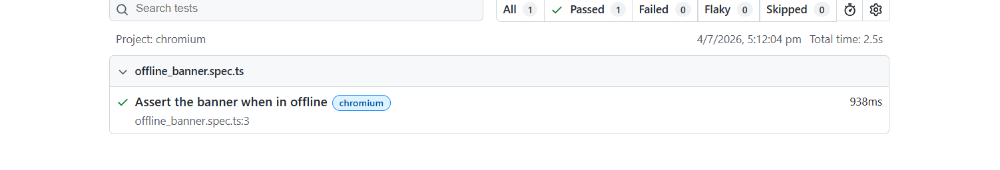 Search tests
All 1 Passed 1 Failed 0 Flaky 0 Skipped 0
Project: chromium
4/7/2026, 5:12:04 pm Total time: 2.5s
offline_banner.spec.ts
Assert the banner when in offline chromium 938ms
offline_banner.spec.ts:3